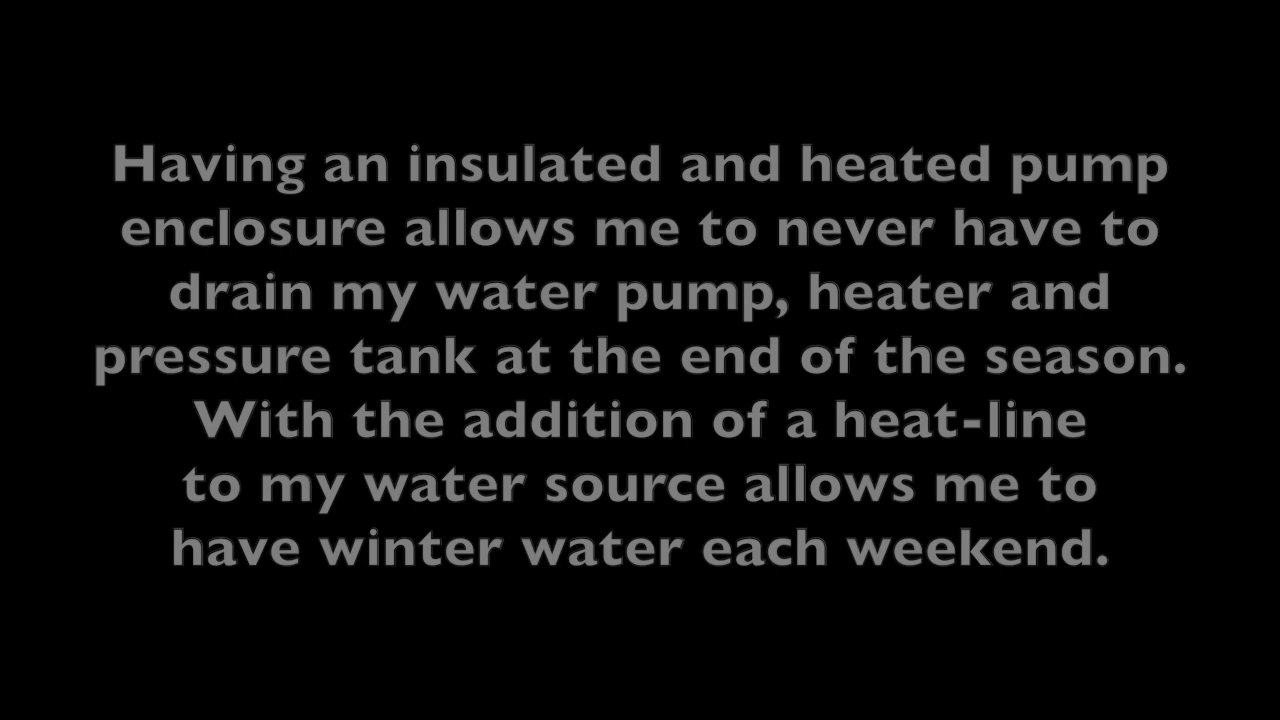 Having an insulated and heated pump
enclosure allows me to never have to
drain my water pump, heater and
pressure tank at the end of the season.
With the addition of a heat-line
to my water source allows me to
have winter water each weekend.